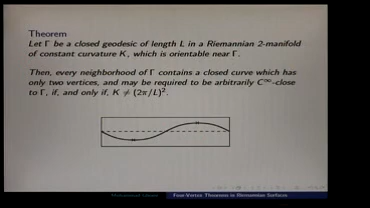 Theorem
Let Γ be a closed geodesic of length L in a Riemannian 2-manifold
of constant curvature K, which is orientable near Γ.
Then, every neighborhood of Γ contains a closed curve which has
only two vertices, and may be required to be arbitrarily C∞-close
to Γ, if, and only if, K ≠ (2π/L)².
Four-Vertex Theorems in Riemannian Surfaces